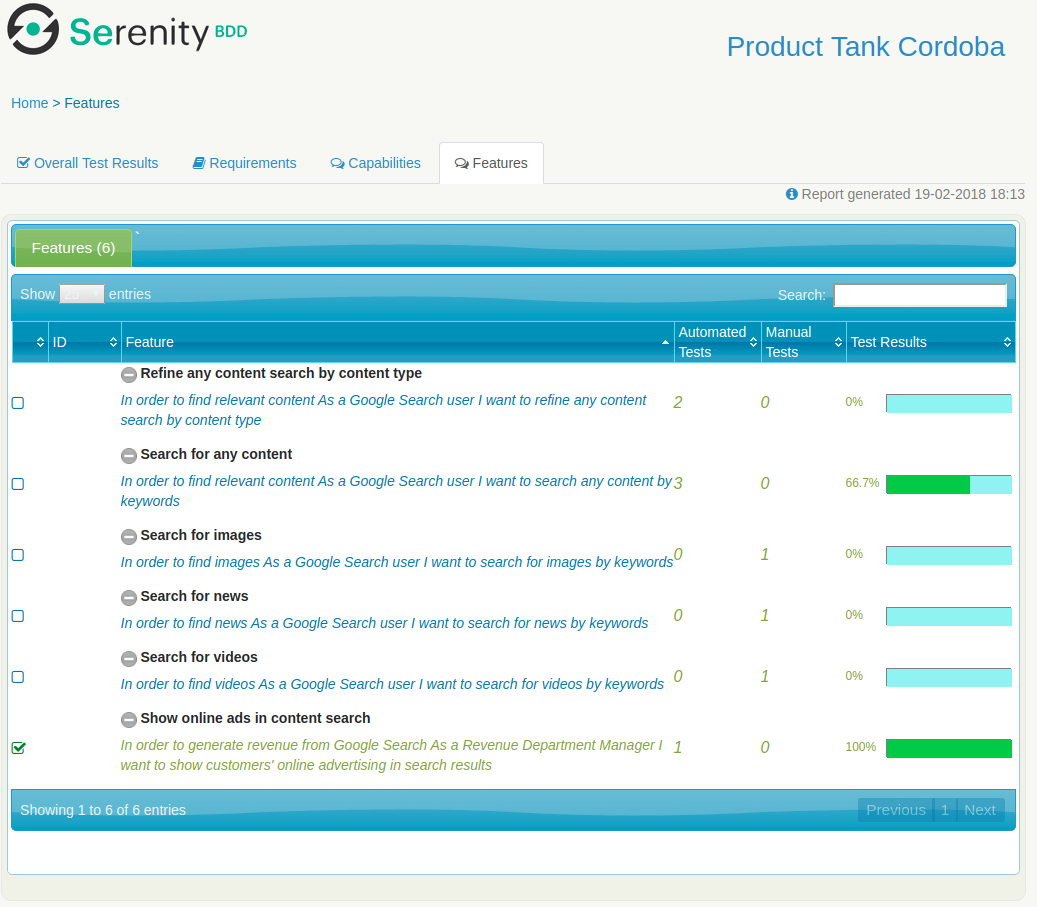 Serenity BDD
Product Tank Cordoba
Home > Features
Overall Test Results
Requirements
Capabilities
Features
Report generated 19-02-2018 18:13
Features (6)
`
Show
entries
Search:
ID
Feature
Automated
Tests
Manual
Tests
Test Results
Refine any content search by content type
In order to find relevant content As a Google Search user I want to refine any content
search by content type
2
0
0%
Search for any content
In order to find relevant content As a Google Search user I want to search any content by
keywords
3
0
66.7%
Search for images
In order to find images As a Google Search user I want to search for images by keywords
0
1
0%
Search for news
In order to find news As a Google Search user I want to search for news by keywords
0
1
0%
Search for videos
In order to find videos As a Google Search user I want to search for videos by keywords
0
1
0%
Show online ads in content search
In order to generate revenue from Google Search As a Revenue Department Manager I
want to show customers' online advertising in search results
1
0
100%
Showing 1 to 6 of 6 entries
Previous
1
Next